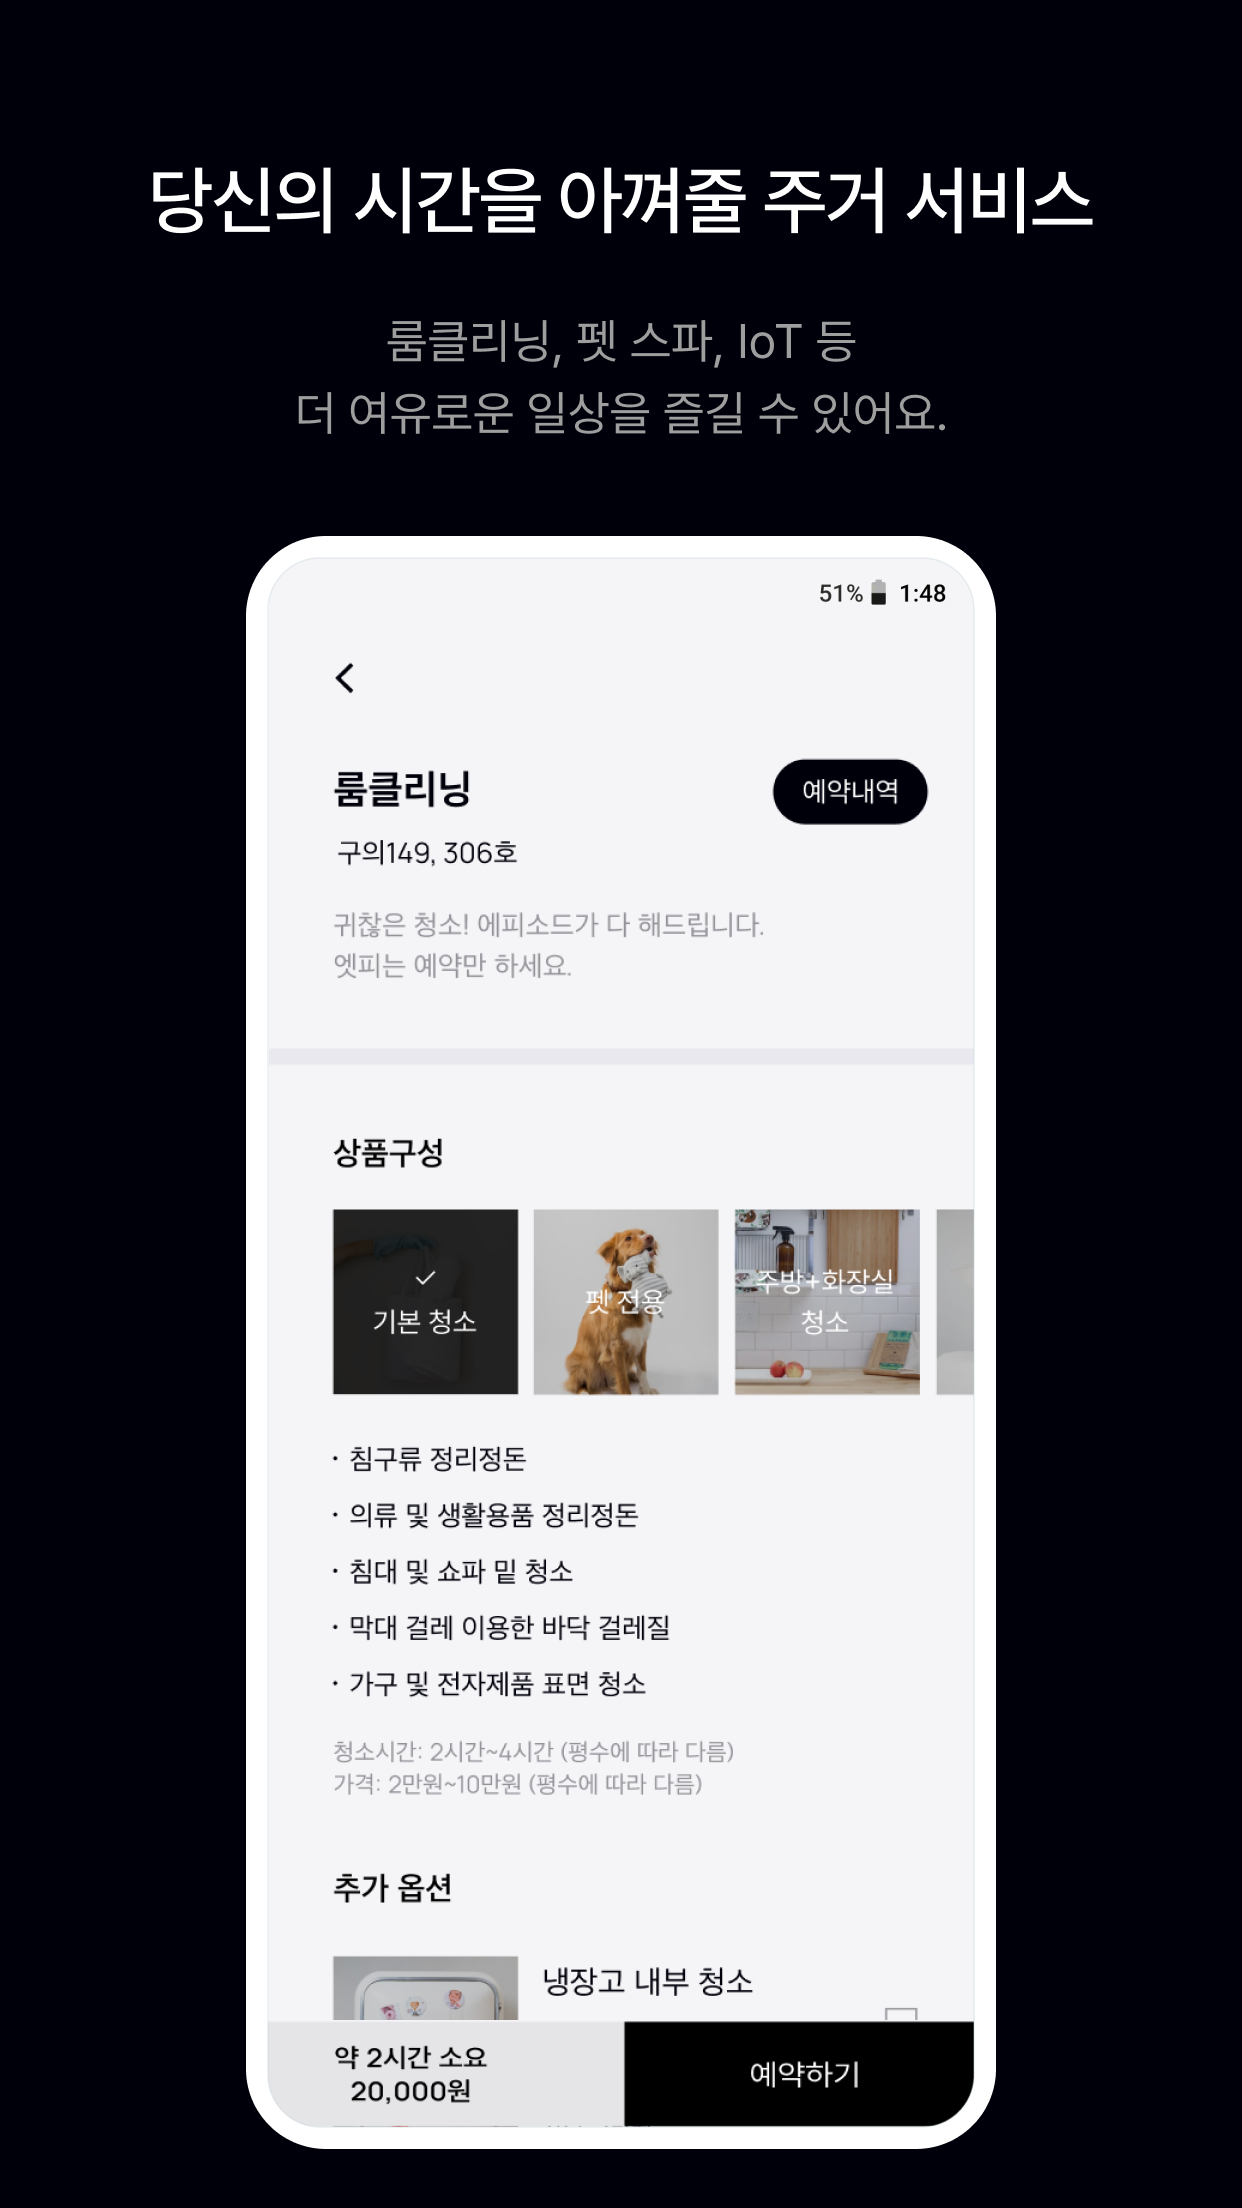 당신의 시간을 아껴줄 주거 서비스
룸클리닝, 펫 스파, IoT 등
더 여유로운 일상을 즐길 수 있어요.
51% 1:48
룸클리닝
예약내역
구의149, 306호
귀찮은 청소! 에피소드가 다 해드립니다.
엣피는 예약만 하세요.
상품구성
기본 청소
펫 전용
주방+화장실
청소
· 침구류 정리정돈
· 의류 및 생활용품 정리정돈
· 침대 및 쇼파 밑 청소
· 막대 걸레 이용한 바닥 걸레질
· 가구 및 전자제품 표면 청소
청소시간: 2시간~4시간 (평수에 따라 다름)
가격: 2만원~10만원 (평수에 따라 다름)
추가 옵션
냉장고 내부 청소
약 2시간 소요
20,000원
예약하기